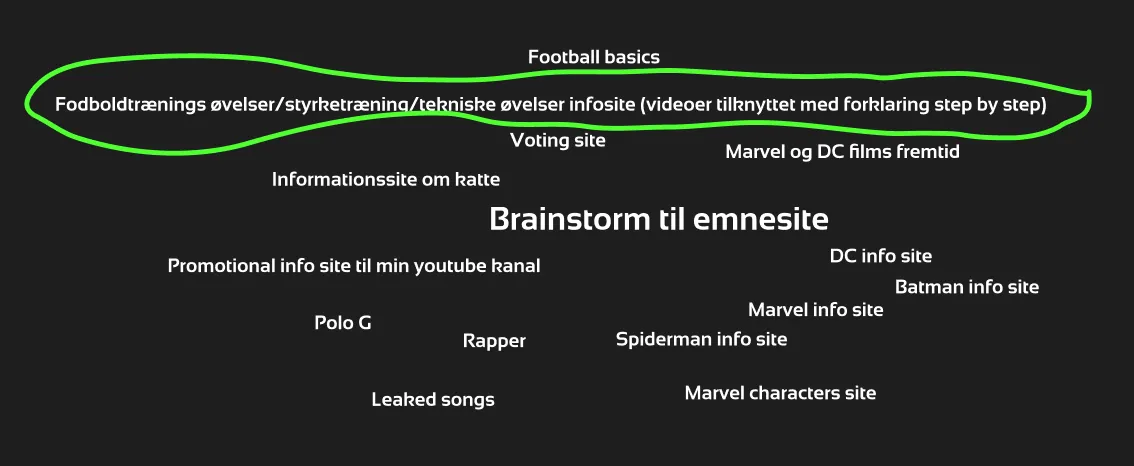 Football basics
Fodboldtrænings øvelser/styrketræning/tekniske øvelser infosite (videoer tilknyttet med forklaring step by step)
Voting site
Marvel og DC films fremtid
Informationssite om katte
Brainstorm til emnesite
DC info site
Promotional info site til min youtube kanal
Batman info site
Marvel info site
Polo G
Rapper
Spiderman info site
Marvel characters site
Leaked songs